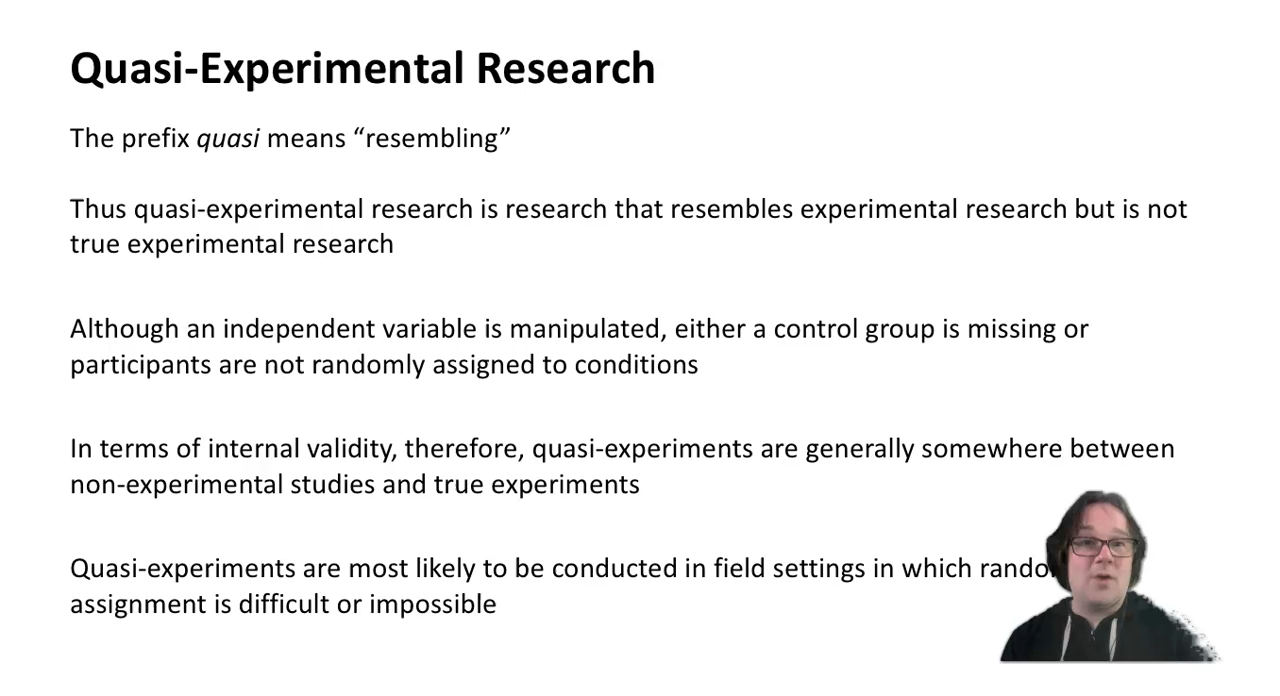 Quasi-Experimental Research
The prefix quasi means “resembling”
Thus quasi-experimental research is research that resembles experimental research but is not
true experimental research
Although an independent variable is manipulated, either a control group is missing or
participants are not randomly assigned to conditions
In terms of internal validity, therefore, quasi-experiments are generally somewhere between
non-experimental studies and true experiments
Quasi-experiments are most likely to be conducted in field settings in which
assignment is difficult or impossible